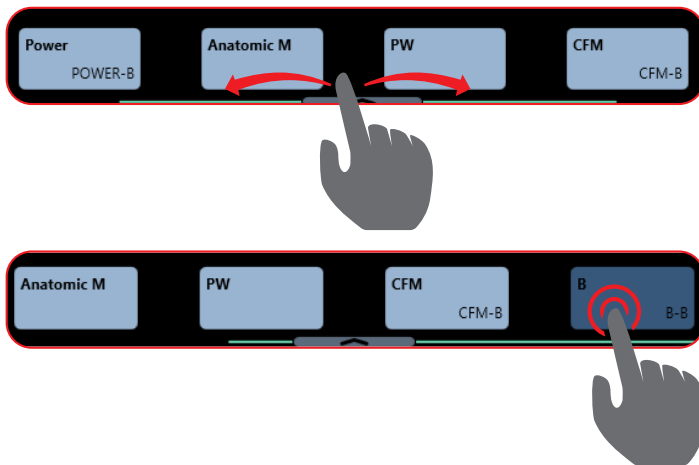 Power
POWER-B
Anatomic M
PW
CFM
CFM-B
Anatomic M
PW
CFM
CFM-B
B
B-B